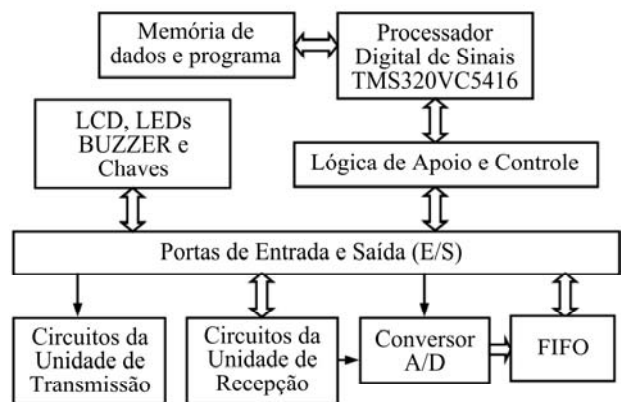 Memória de
dados e programa
Processador
Digital de Sinais
TMS320VC5416
LCD, LEDs
BUZZER e
Chaves
Lógica de Apoio e Controle
Portas de Entrada e Saída (E/S)
Circuitos da
Unidade de
Transmissão
Circuitos da
Unidade de
Recepção
Conversor
A/D
FIFO